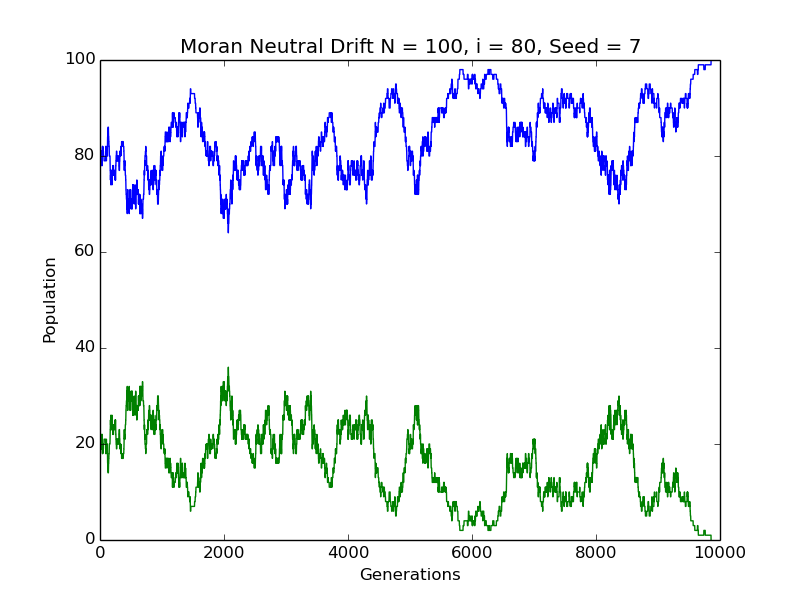 Moran Neutral Drift N = 100, i = 80, Seed = 7
100
80
60
40
20
0
Population
0 2000 4000 6000 8000 10000
Generations